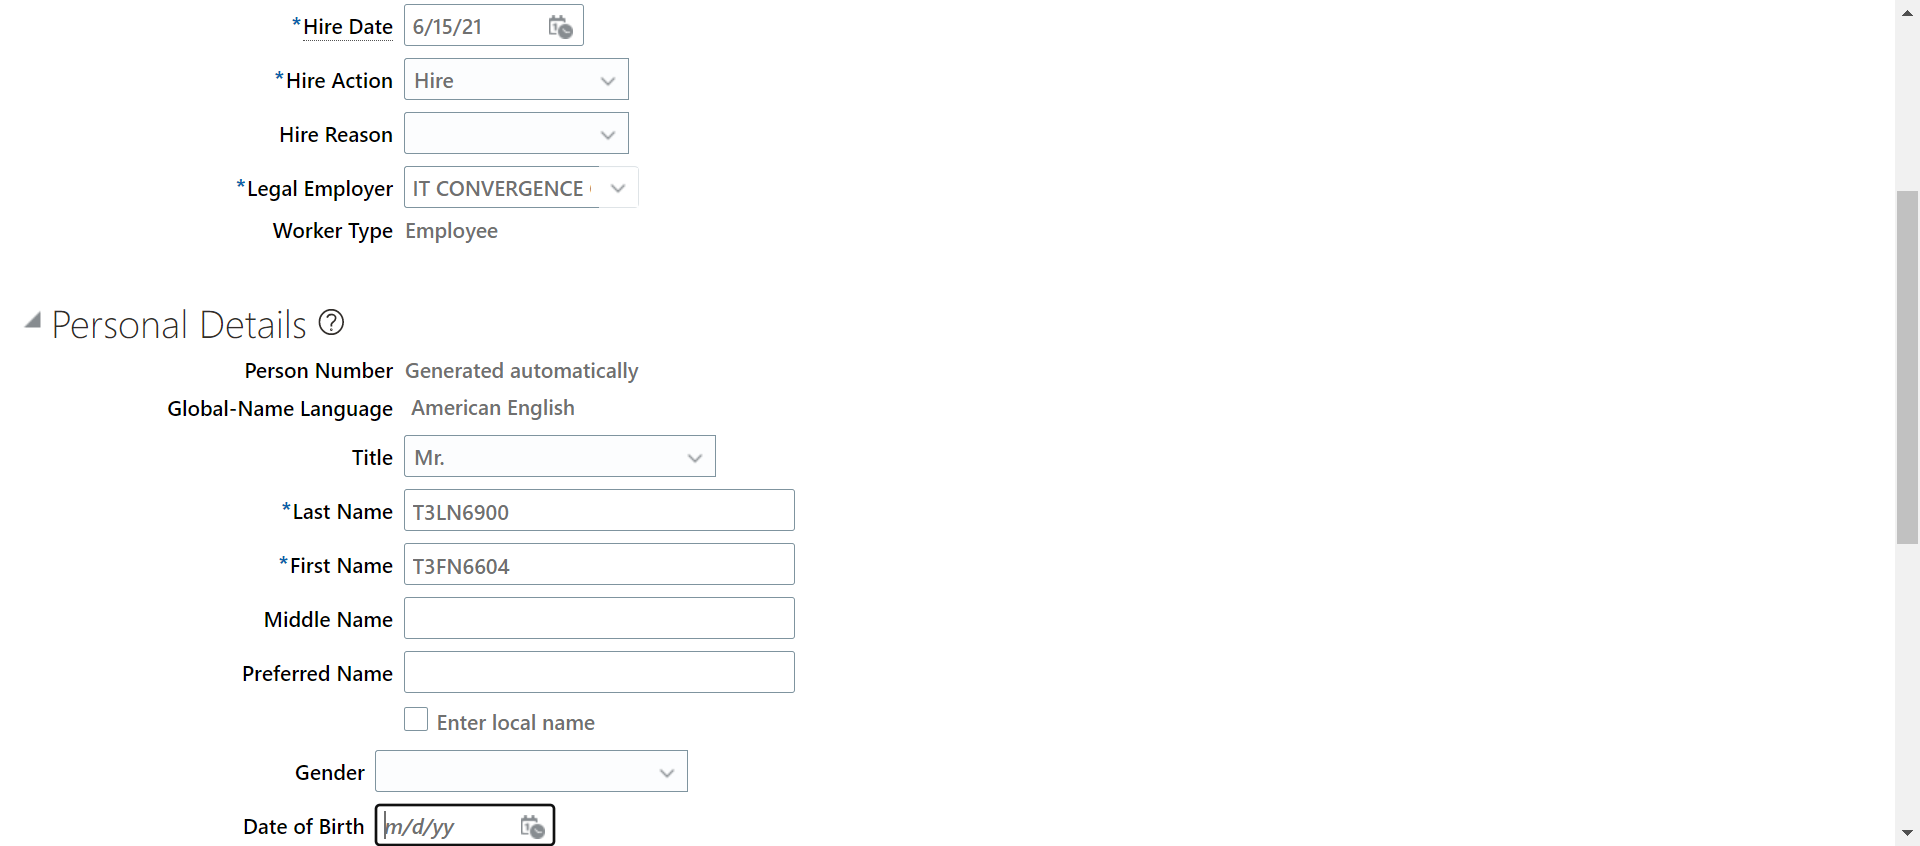 *Hire Date 6/15/21
*Hire Action Hire
Hire Reason
*Legal Employer IT CONVERGENCE
Worker Type Employee
Personal Details ?
Person Number Generated automatically
Global-Name Language American English
Title Mr.
*Last Name T3LN6900
*First Name T3FN6604
Middle Name
Preferred Name
Enter local name
Gender
Date of Birth m/d/yy